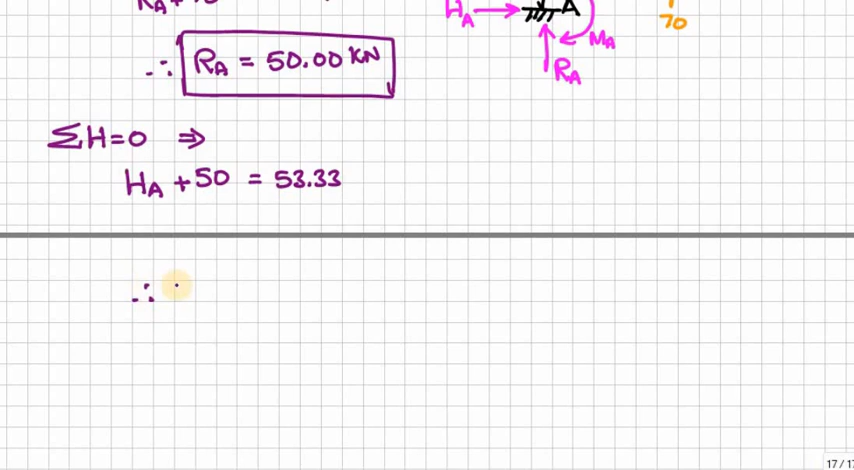 ∴ R_A = 50.00 KN
H_A
A
M_A
R_A
70
ΣH=0 ⇒
H_A + 50 = 53.33
∴
17 / 17